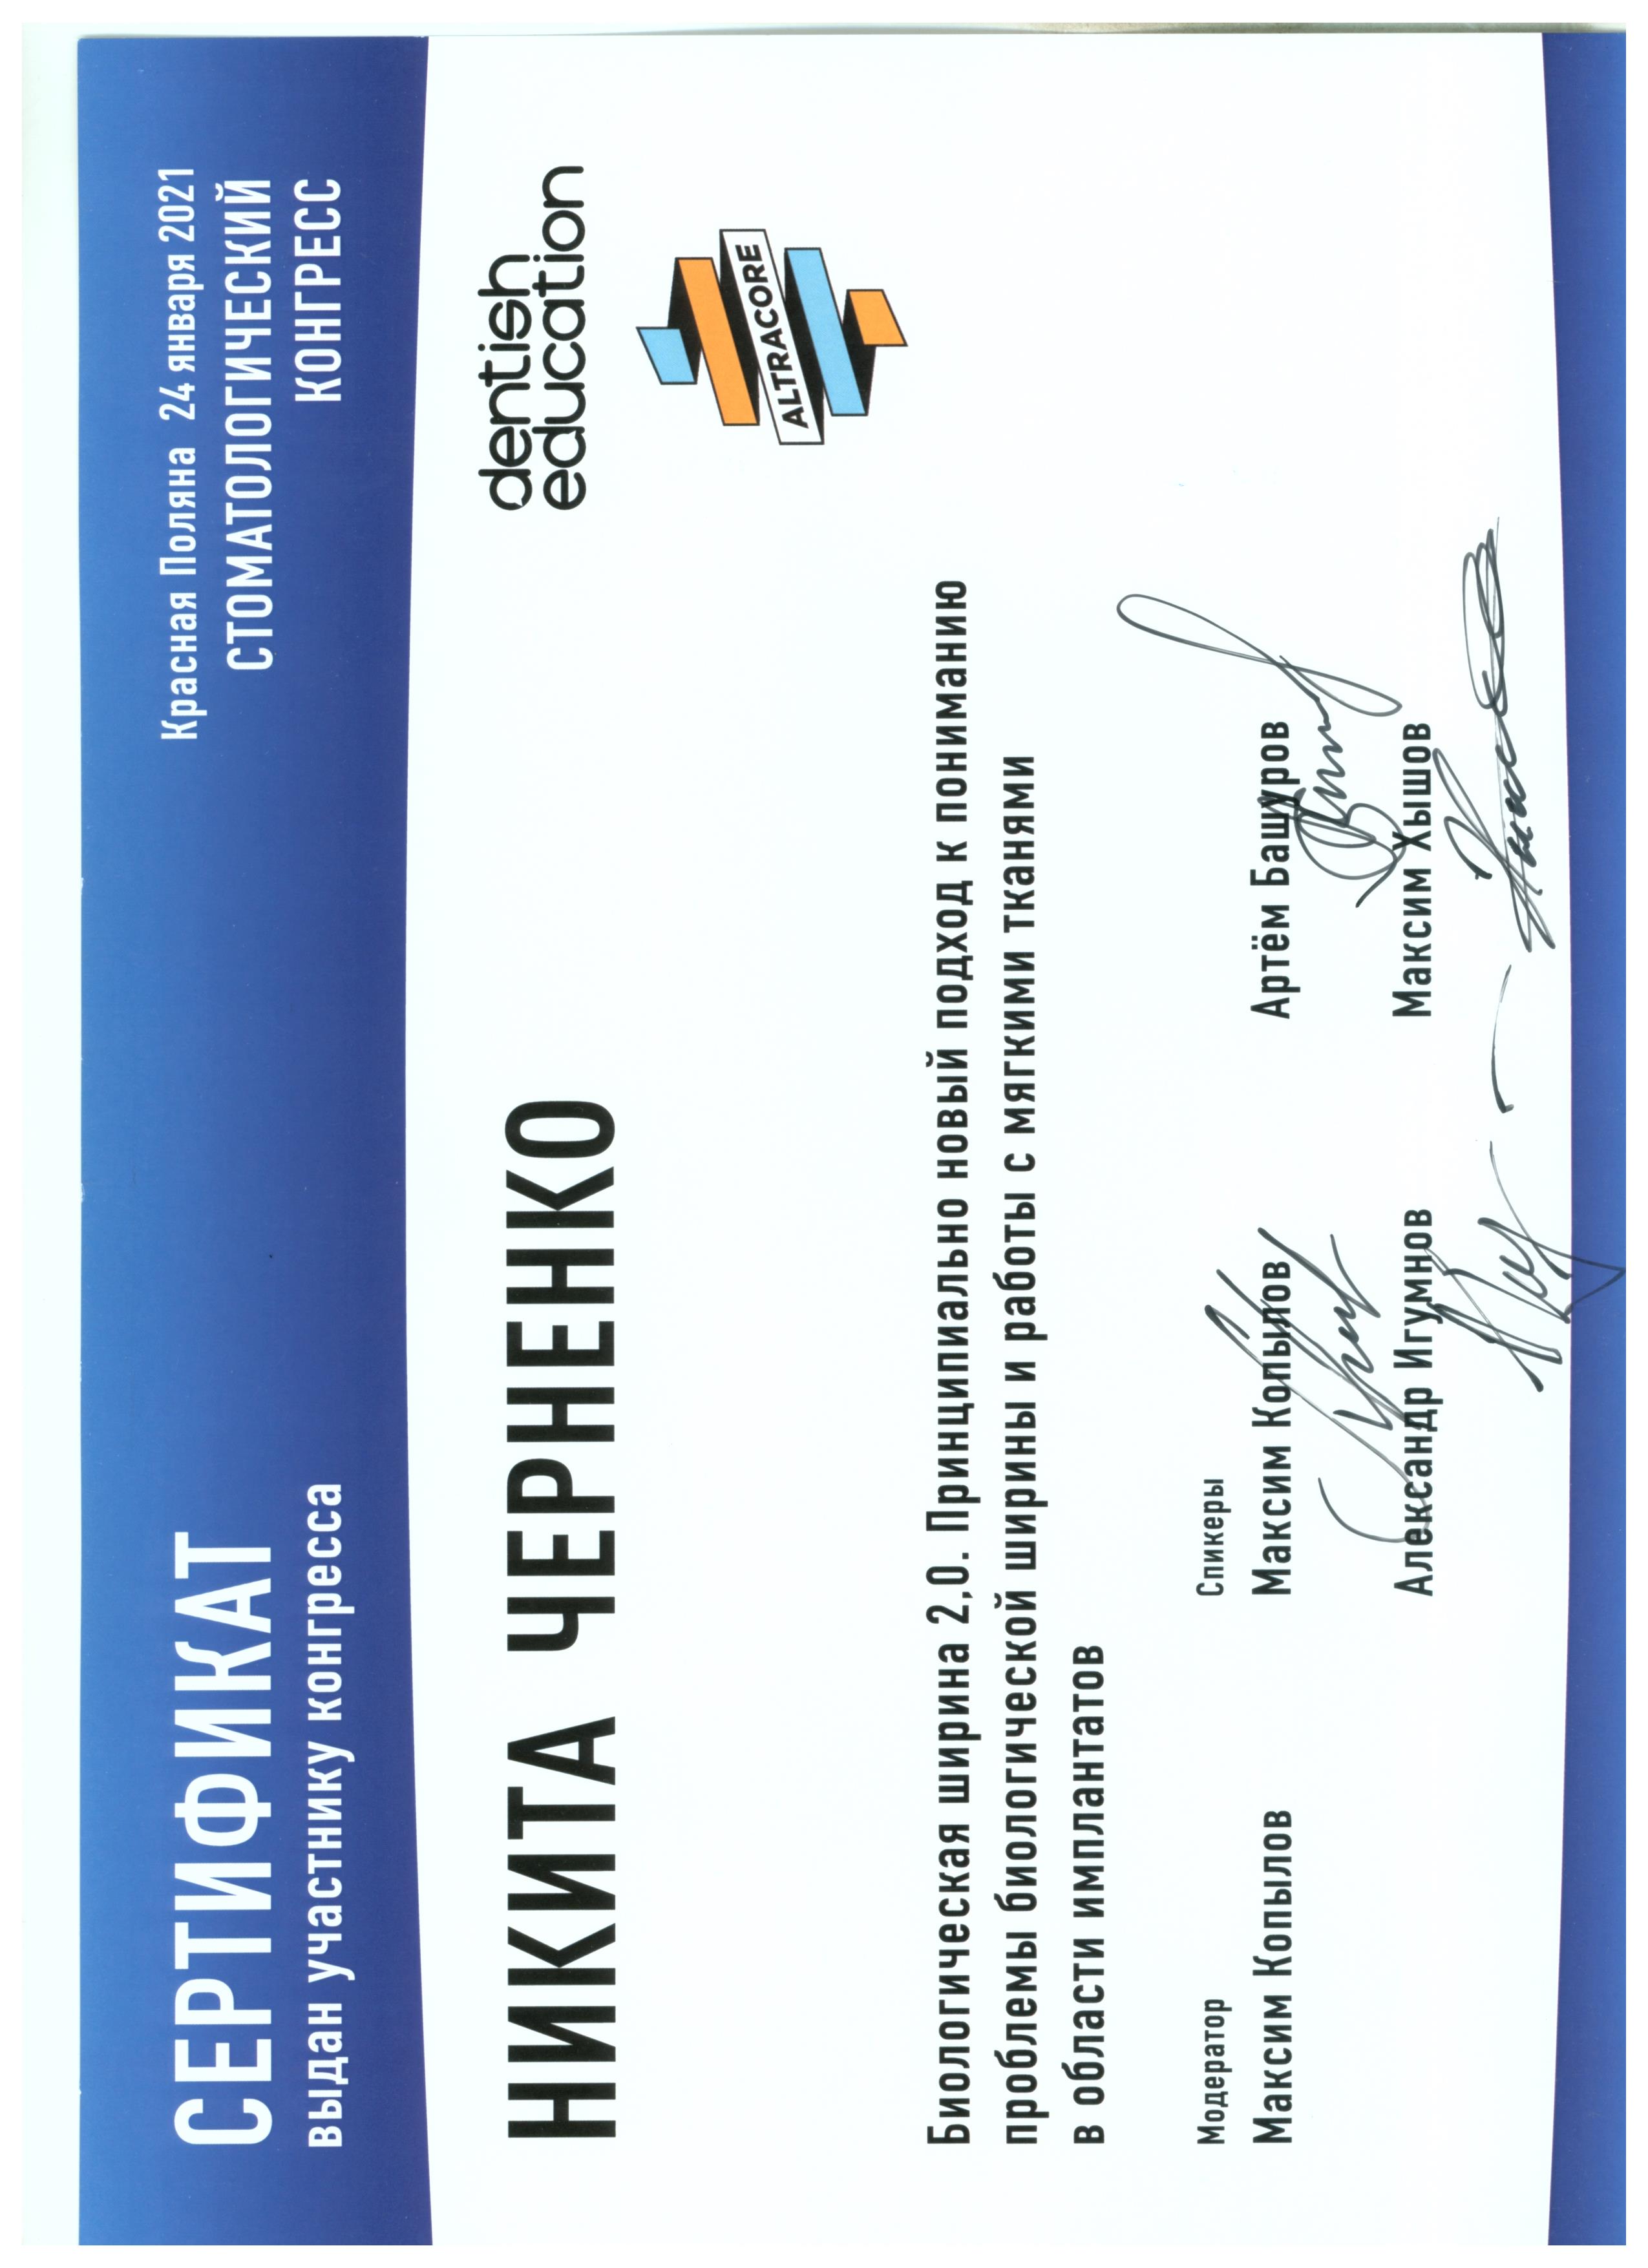 СЕРТИФИКАТ
выдан участнику конгресса
Красная Поляна 24 января 2021
СТОМАТОЛОГИЧЕСКИЙ
КОНГРЕСС
НИКИТА ЧЕРНЕНКО
dentish
education
ALTRACORE
Биологическая ширина 2,0. Принципиально новый подход к пониманию
проблемы биологической ширины и работы с мягкими тканями
в области имплантатов
Модератор
Максим Копылов
Спикеры
Максим Копылов
Артём Башуров
Александр Игумнов
Максим Хышов